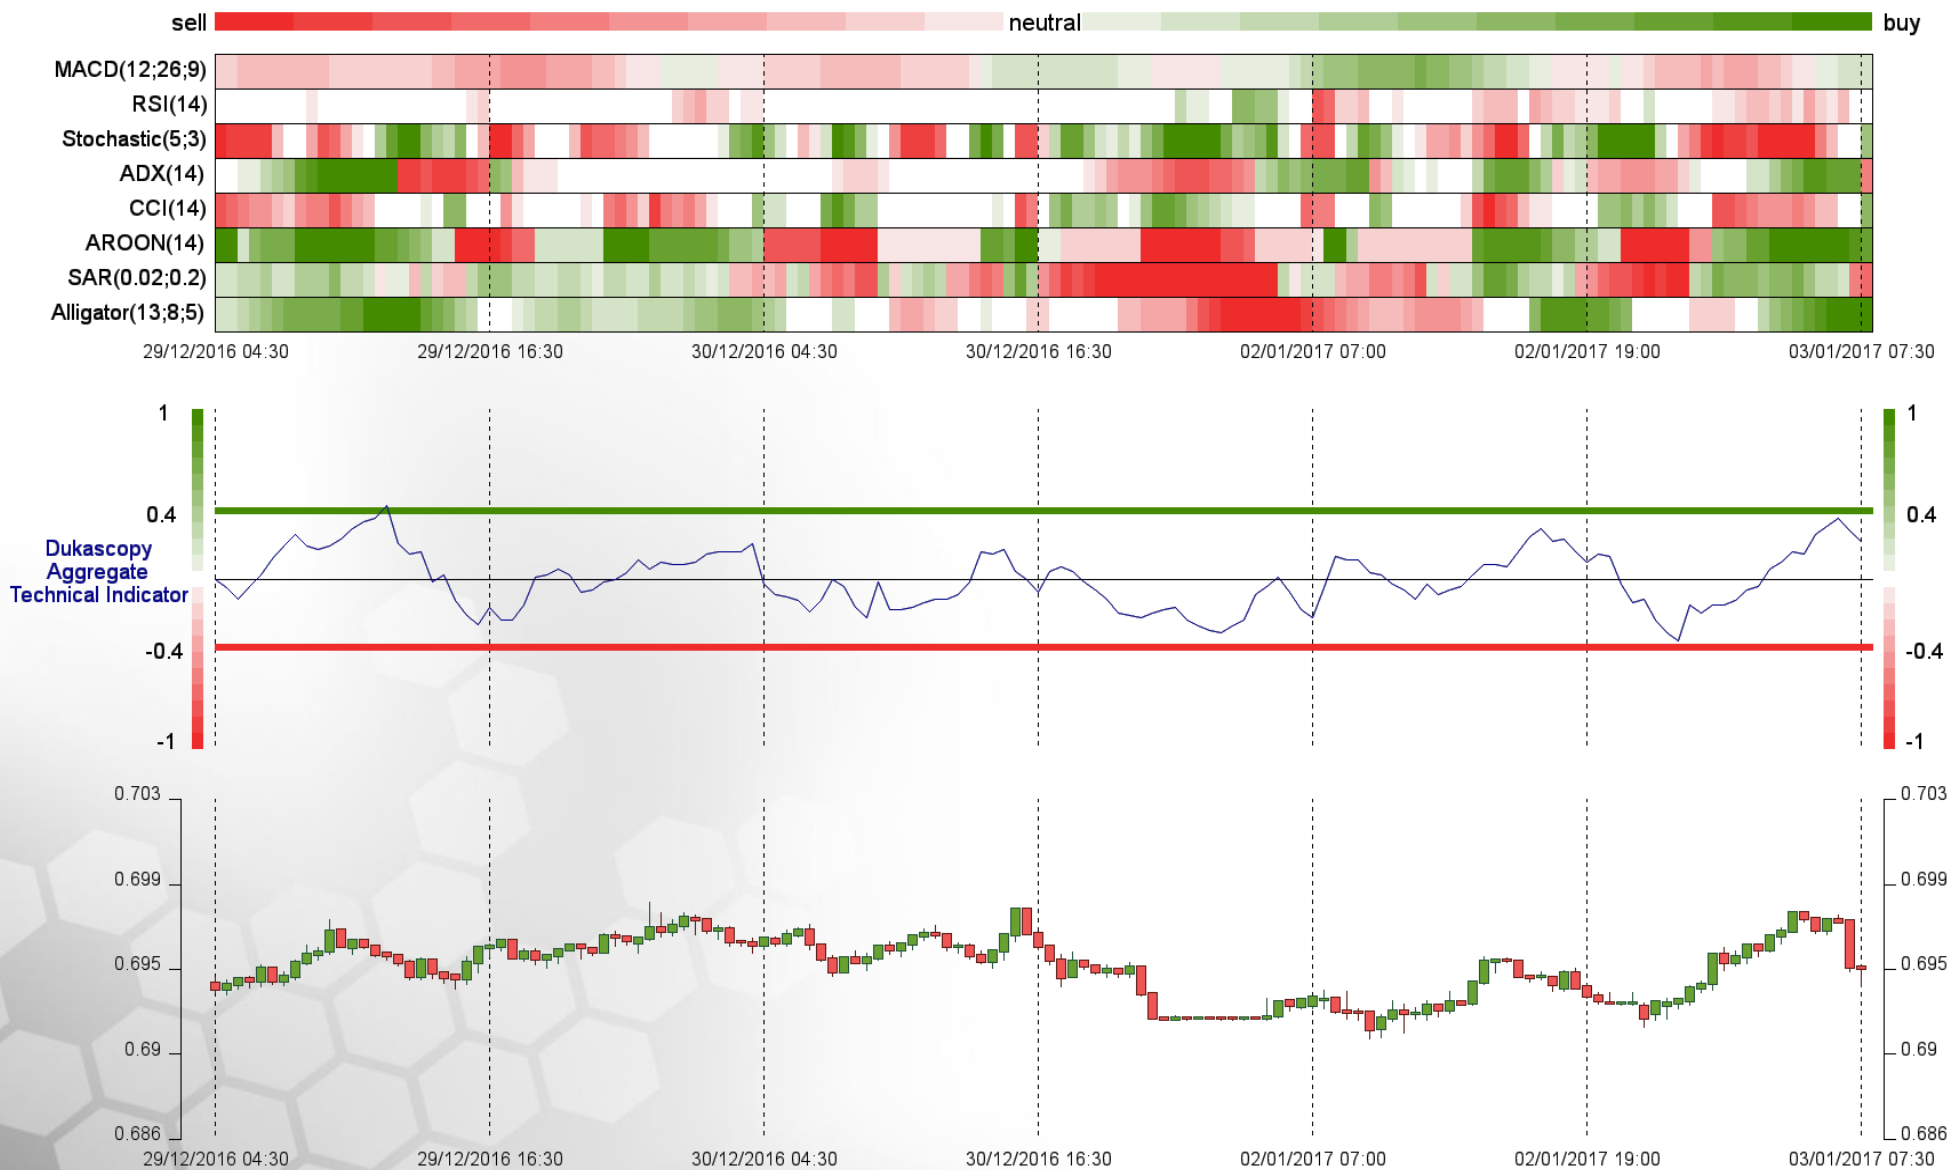 sell neutral buy
MACD(12;26;9)
RSI(14)
Stochastic(5;3)
ADX(14)
CCI(14)
AROON(14)
SAR(0.02;0.2)
Alligator(13;8;5)
29/12/2016 04:30 29/12/2016 16:30 30/12/2016 04:30 30/12/2016 16:30 02/01/2017 07:00 02/01/2017 19:00 03/01/2017 07:30
1 1
0.4 0.4
Dukascopy
Aggregate
Technical Indicator
-0.4 -0.4
-1 -1
0.703 0.703
0.699 0.699
0.695 0.695
0.69 0.69
0.686 0.686
29/12/2016 04:30 29/12/2016 16:30 30/12/2016 04:30 30/12/2016 16:30 02/01/2017 07:00 02/01/2017 19:00 03/01/2017 07:30